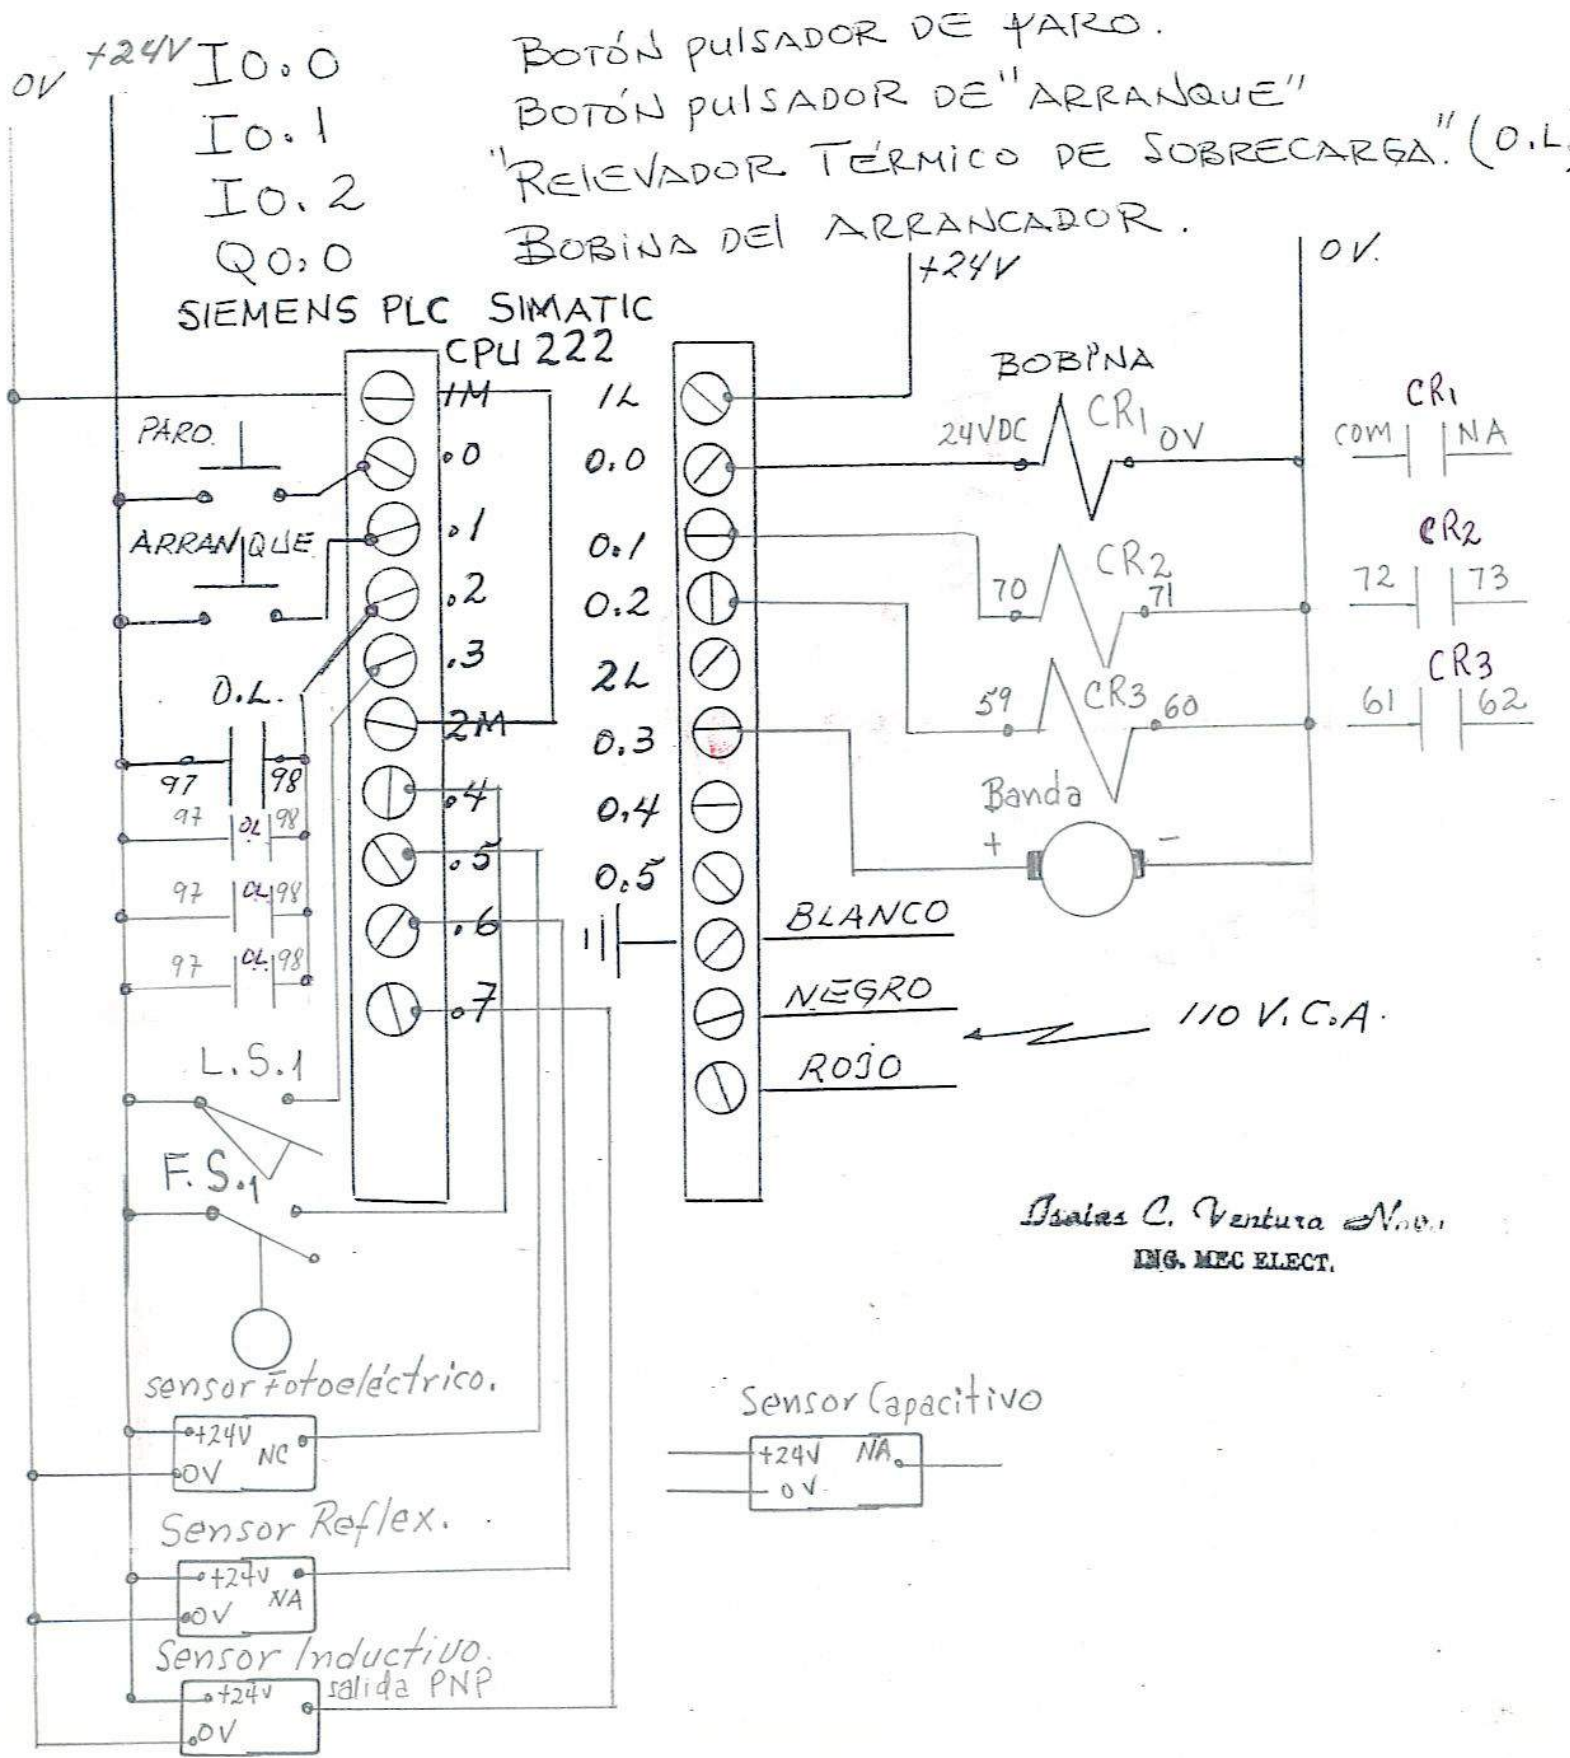 0V +24V I0.0 BOTÓN PULSADOR DE PARO.
I0.1 BOTÓN PULSADOR DE "ARRANQUE"
I0.2 "RELEVADOR TÉRMICO DE SOBRECARGA." (O.L.
Q0.0 BOBINA DEL ARRANCADOR.
SIEMENS PLC SIMATIC
CPU 222
+24V
0V.
1M
PARO.
.0
ARRANQUE
.1
.2
.3
O.L.
2M
97 98
.4
97 OL 98
.5
97 OL 98
.6
97 OL 98
.7
L.S.1
F.S.1
1L
0.0
0.1
0.2
2L
0.3
0.4
0.5
BOBINA
24VDC CR1 0V
70 CR2 71
59 CR3 60
Banda
+ -
CR1
COM NA
CR2
72 73
CR3
61 62
BLANCO
NEGRO
ROJO
110 V.C.A.
Isaias C. Ventura
ING. MEC ELECT.
sensor Fotoeléctrico.
+24V NC
0V
Sensor Reflex.
+24V NA
0V
Sensor Inductivo.
salida PNP
+24V
0V
Sensor Capacitivo
+24V NA
0V